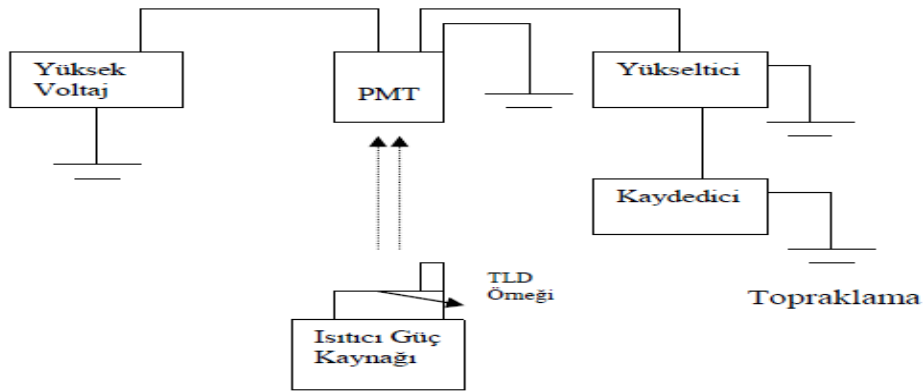 Yüksek
Voltaj
PMT
Yükseltici
Kaydedici
TLD
Örneği
Topraklama
Isıtıcı Güç
Kaynağı